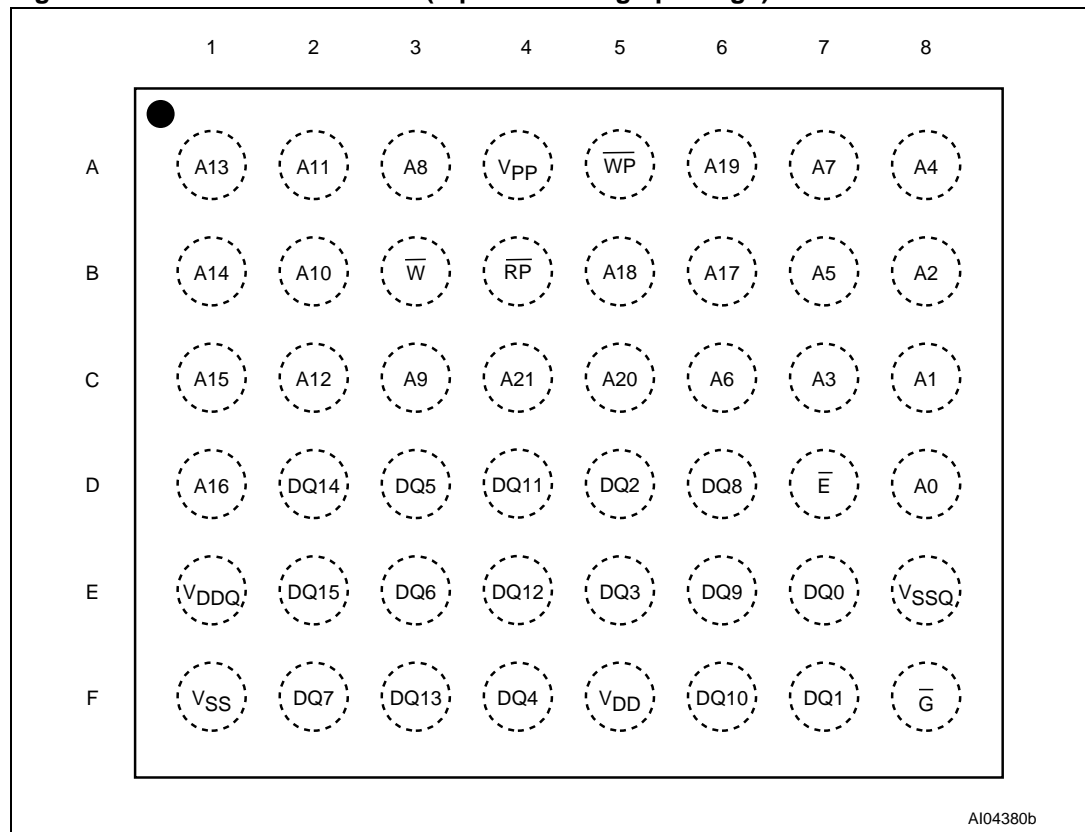 1 2 3 4 5 6 7 8
A A13 A11 A8 VPP W̅P̅ A19 A7 A4
B A14 A10 W̅ R̅P̅ A18 A17 A5 A2
C A15 A12 A9 A21 A20 A6 A3 A1
D A16 DQ14 DQ5 DQ11 DQ2 DQ8 E̅ A0
E VDDQ DQ15 DQ6 DQ12 DQ3 DQ9 DQ0 VSSQ
F VSS DQ7 DQ13 DQ4 VDD DQ10 DQ1 G̅
AI04380b